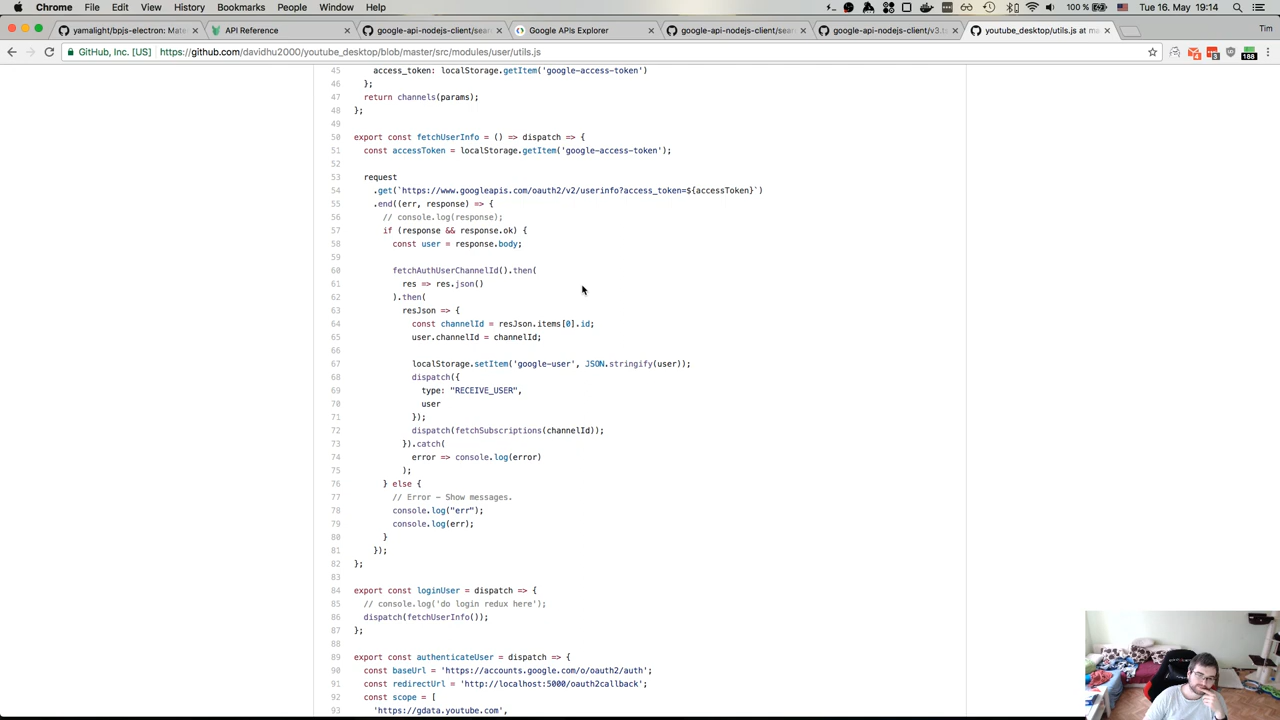 Chrome File Edit View History Bookmarks People Window Help 100 % Tue 16. May 19:14
yamalight/bpjs-electron: Mate × API Reference × google-api-nodejs-client/sear × Google APIs Explorer × google-api-nodejs-client/sam × google-api-nodejs-client/v3.ts × youtube_desktop/utils.js at ma × Tim
GitHub, Inc. [US] https://github.com/davidhu2000/youtube_desktop/blob/master/src/modules/user/utils.js 4 3 188
45 access_token: localStorage.getItem('google-access-token')
46 };
47 return channels(params);
48 };
49
50 export const fetchUserInfo = () => dispatch => {
51 const accessToken = localStorage.getItem('google-access-token');
52
53 request
54 .get(`https://www.googleapis.com/oauth2/v2/userinfo?access_token=${accessToken}`)
55 .end((err, response) => {
56 // console.log(response);
57 if (response && response.ok) {
58 const user = response.body;
59
60 fetchAuthUserChannelId().then(
61 res => res.json()
62 ).then(
63 resJson => {
64 const channelId = resJson.items[0].id;
65 user.channelId = channelId;
66
67 localStorage.setItem('google-user', JSON.stringify(user));
68 dispatch({
69 type: "RECEIVE_USER",
70 user
71 });
72 dispatch(fetchSubscriptions(channelId));
73 }).catch(
74 error => console.log(error)
75 );
76 } else {
77 // Error - Show messages.
78 console.log("err");
79 console.log(err);
80 }
81 });
82 };
83
84 export const loginUser = dispatch => {
85 // console.log('do login redux here');
86 dispatch(fetchUserInfo());
87 };
88
89 export const authenticateUser = dispatch => {
90 const baseUrl = 'https://accounts.google.com/o/oauth2/auth';
91 const redirectUrl = 'http://localhost:5000/oauth2callback';
92 const scope = [
93 'https://gdata.youtube.com',